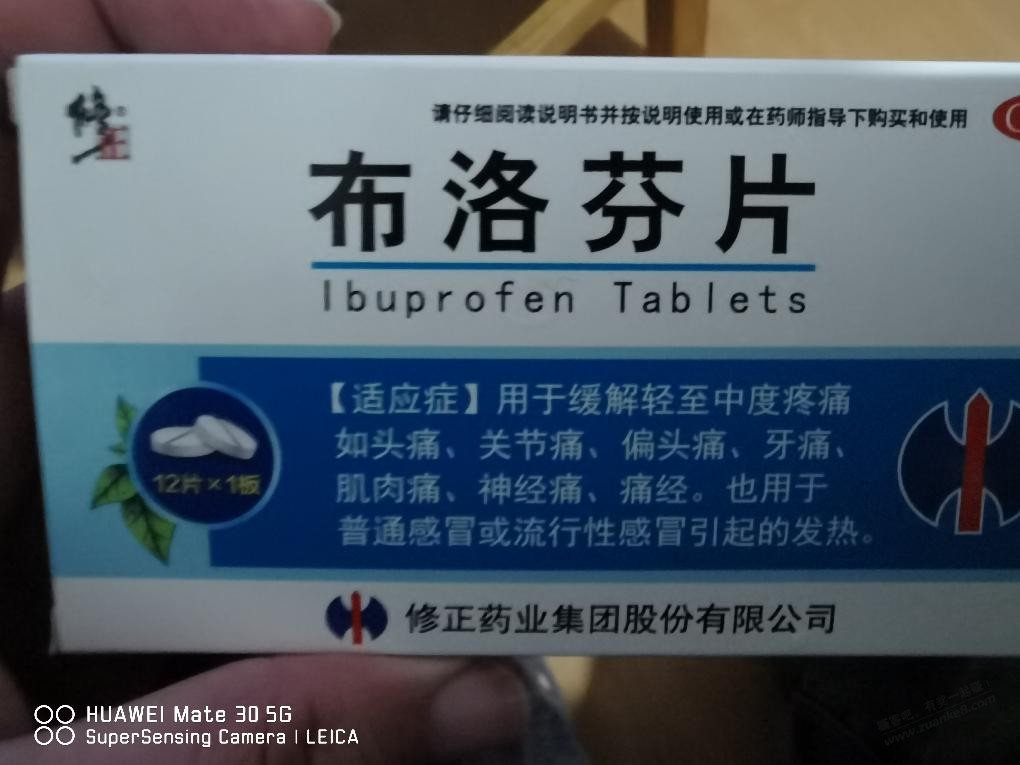 修正
请仔细阅读说明书并按说明使用或在药师指导下购买和使用
布洛芬片
Ibuprofen Tablets
【适应症】用于缓解轻至中度疼痛
如头痛、关节痛、偏头痛、牙痛、
肌肉痛、神经痛、痛经。也用于
普通感冒或流行性感冒引起的发热。
12片×1板
修正药业集团股份有限公司
HUAWEI Mate 30 5G
SuperSensing Camera | LEICA
www.zuanke8.com